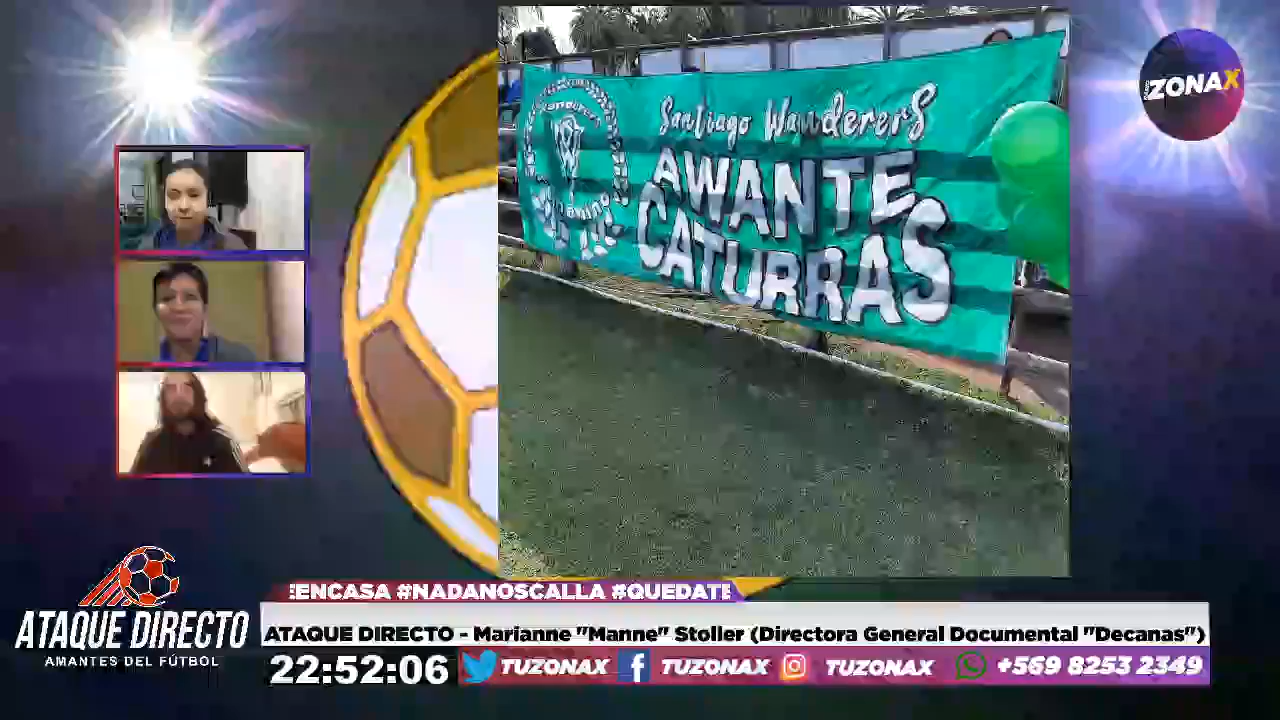 ZONAX
Santiago Wanderers
AWANTE
CATURRAS
ENCASA #NADANOSCALLA #QUEDATE
ATAQUE DIRECTO
AMANTES DEL FÚTBOL
ATAQUE DIRECTO - Marianne "Manne" Stoller (Directora General Documental "Decanas")
22:52:06 TUZONAX TUZONAX TUZONAX +569 8253 2349